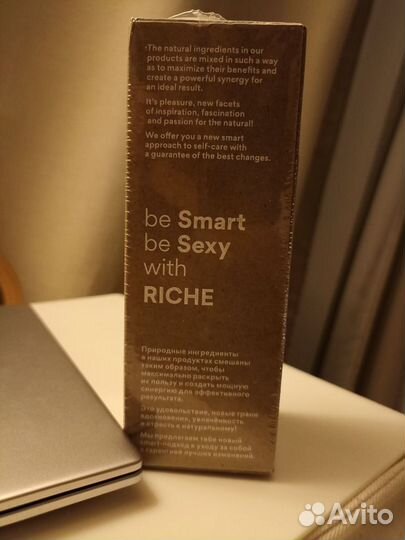 The natural ingredients in our
products are mixed in such a way
as to maximize their benefits and
create a powerful synergy for
an ideal result.
It's pleasure, new facets
of inspiration, fascination
and passion for the natural!
We offer you a new smart
approach to self-care with
a guarantee of the best changes.
be Smart
be Sexy
with
RICHE
Природные ингредиенты
в наших продуктах смешаны
таким образом, чтобы
максимально раскрыть
их пользу и создать мощную
синергию для эффективного
результата.
Это удовольствие, новые грани
вдохновения, увлечённость
и страсть к натуральному!
Мы предлагаем тебе новый
smart-подход к уходу за собой
с гарантией лучших изменений.
Avito